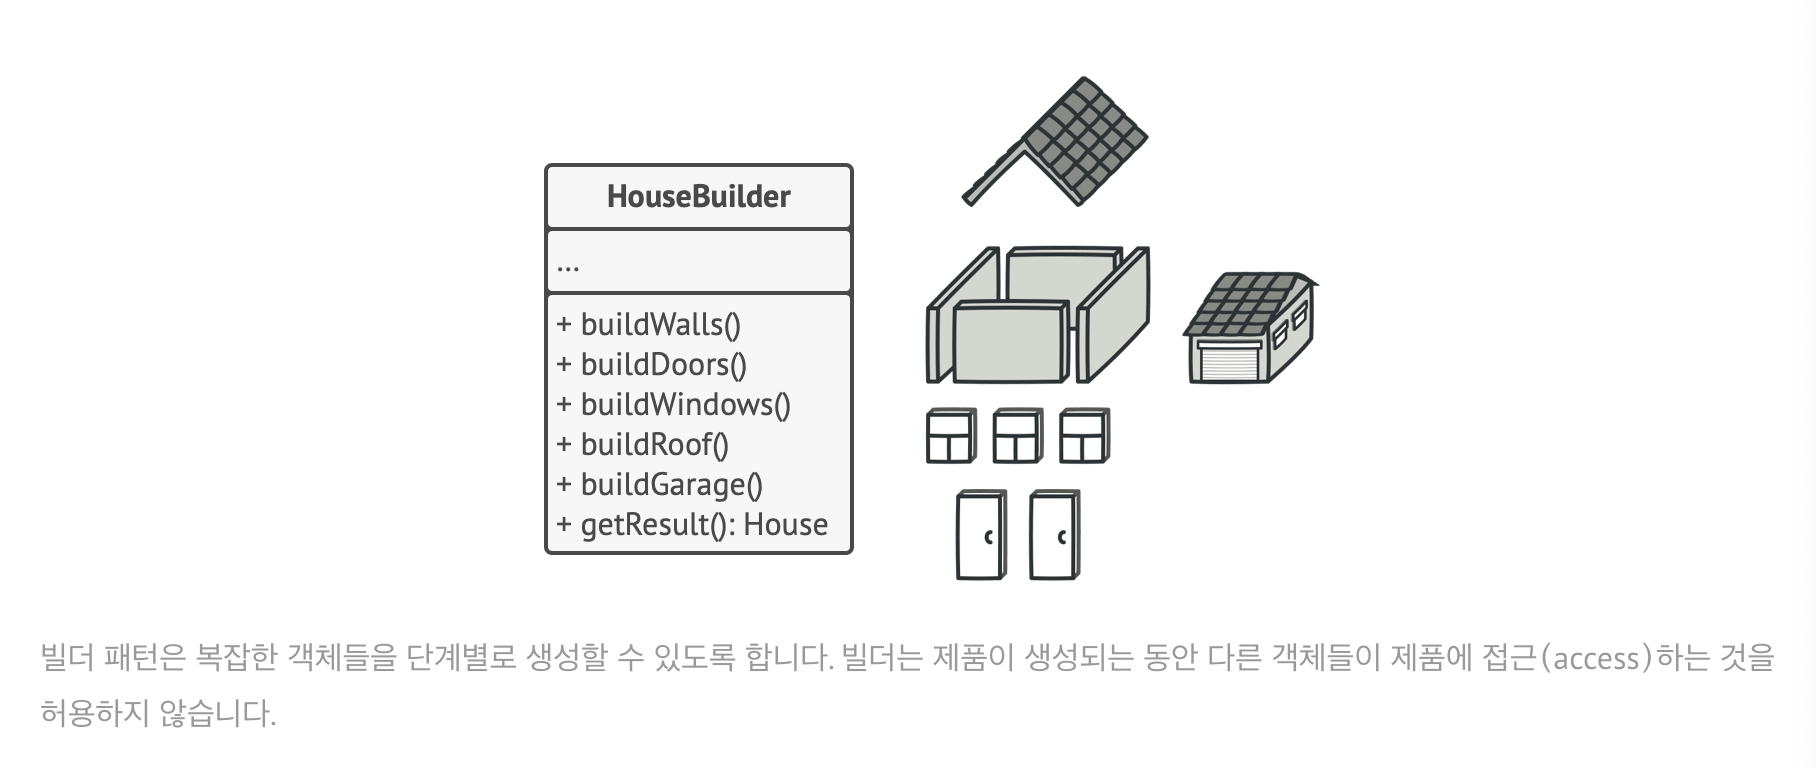 HouseBuilder
...
+ buildWalls()
+ buildDoors()
+ buildWindows()
+ buildRoof()
+ buildGarage()
+ getResult(): House
빌더 패턴은 복잡한 객체들을 단계별로 생성할 수 있도록 합니다. 빌더는 제품이 생성되는 동안 다른 객체들이 제품에 접근(access)하는 것을
허용하지 않습니다.